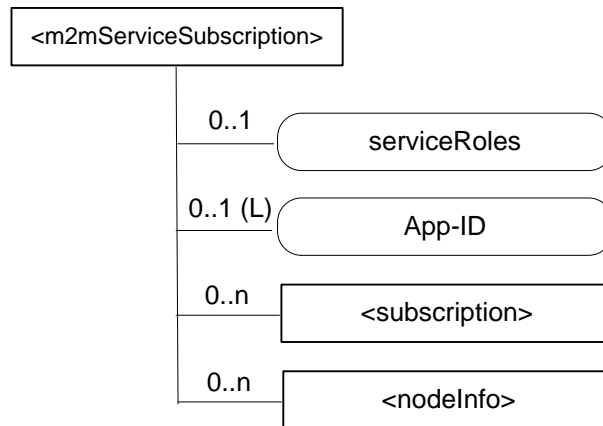 <m2mServiceSubscription>
0..1
serviceRoles
0..1 (L)
App-ID
0..n
<subscription>
0..n
<nodeInfo>